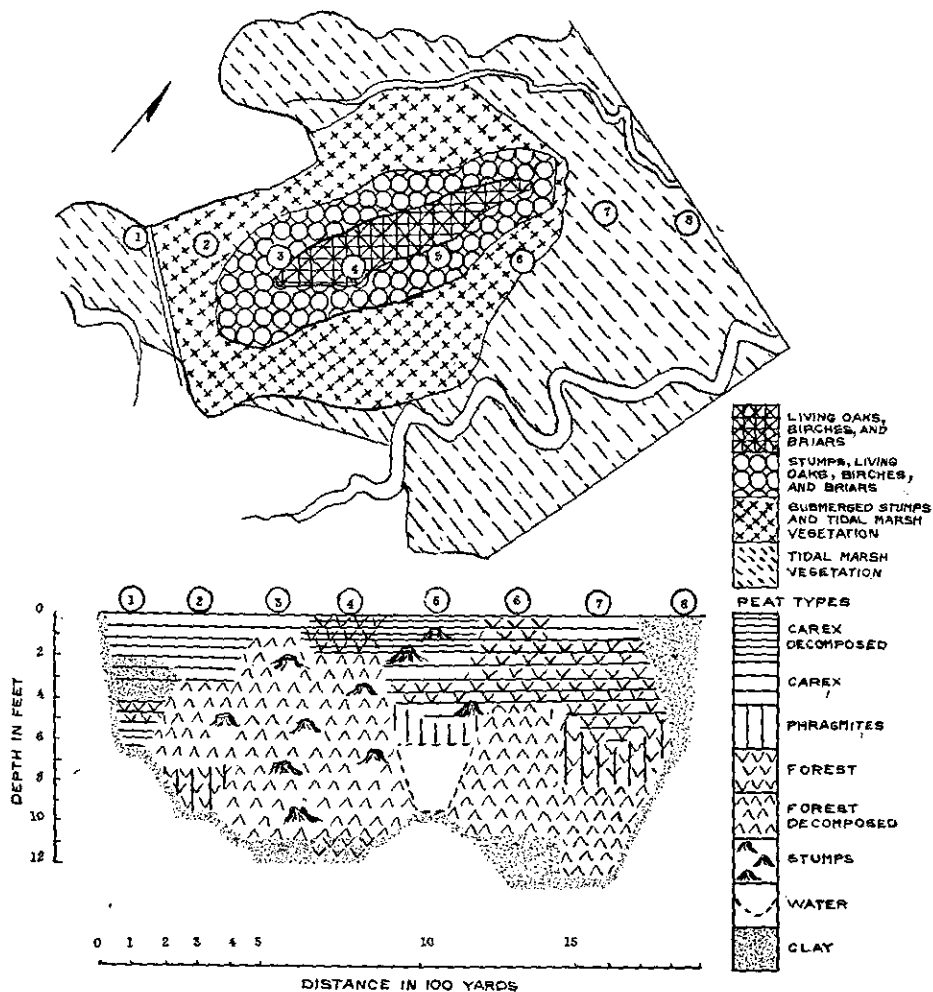 1
2
3
4
5
6
7
8
LIVING OAKS,
BIRCHES, AND
BRIARS
STUMPS, LIVING
OAKS, BIRCHES,
AND BRIARS
SUBMERGED STUMPS
AND TIDAL MARSH
VEGETATION
TIDAL MARSH
VEGETATION
PEAT TYPES
CAREX
DECOMPOSED
CAREX
PHRAGMITES
FOREST
FOREST
DECOMPOSED
STUMPS
WATER
CLAY
1 2 3 4 5 6 7 8
DEPTH IN FEET
0
2
4
6
8
10
12
0 1 2 3 4 5 10 15
DISTANCE IN 100 YARDS